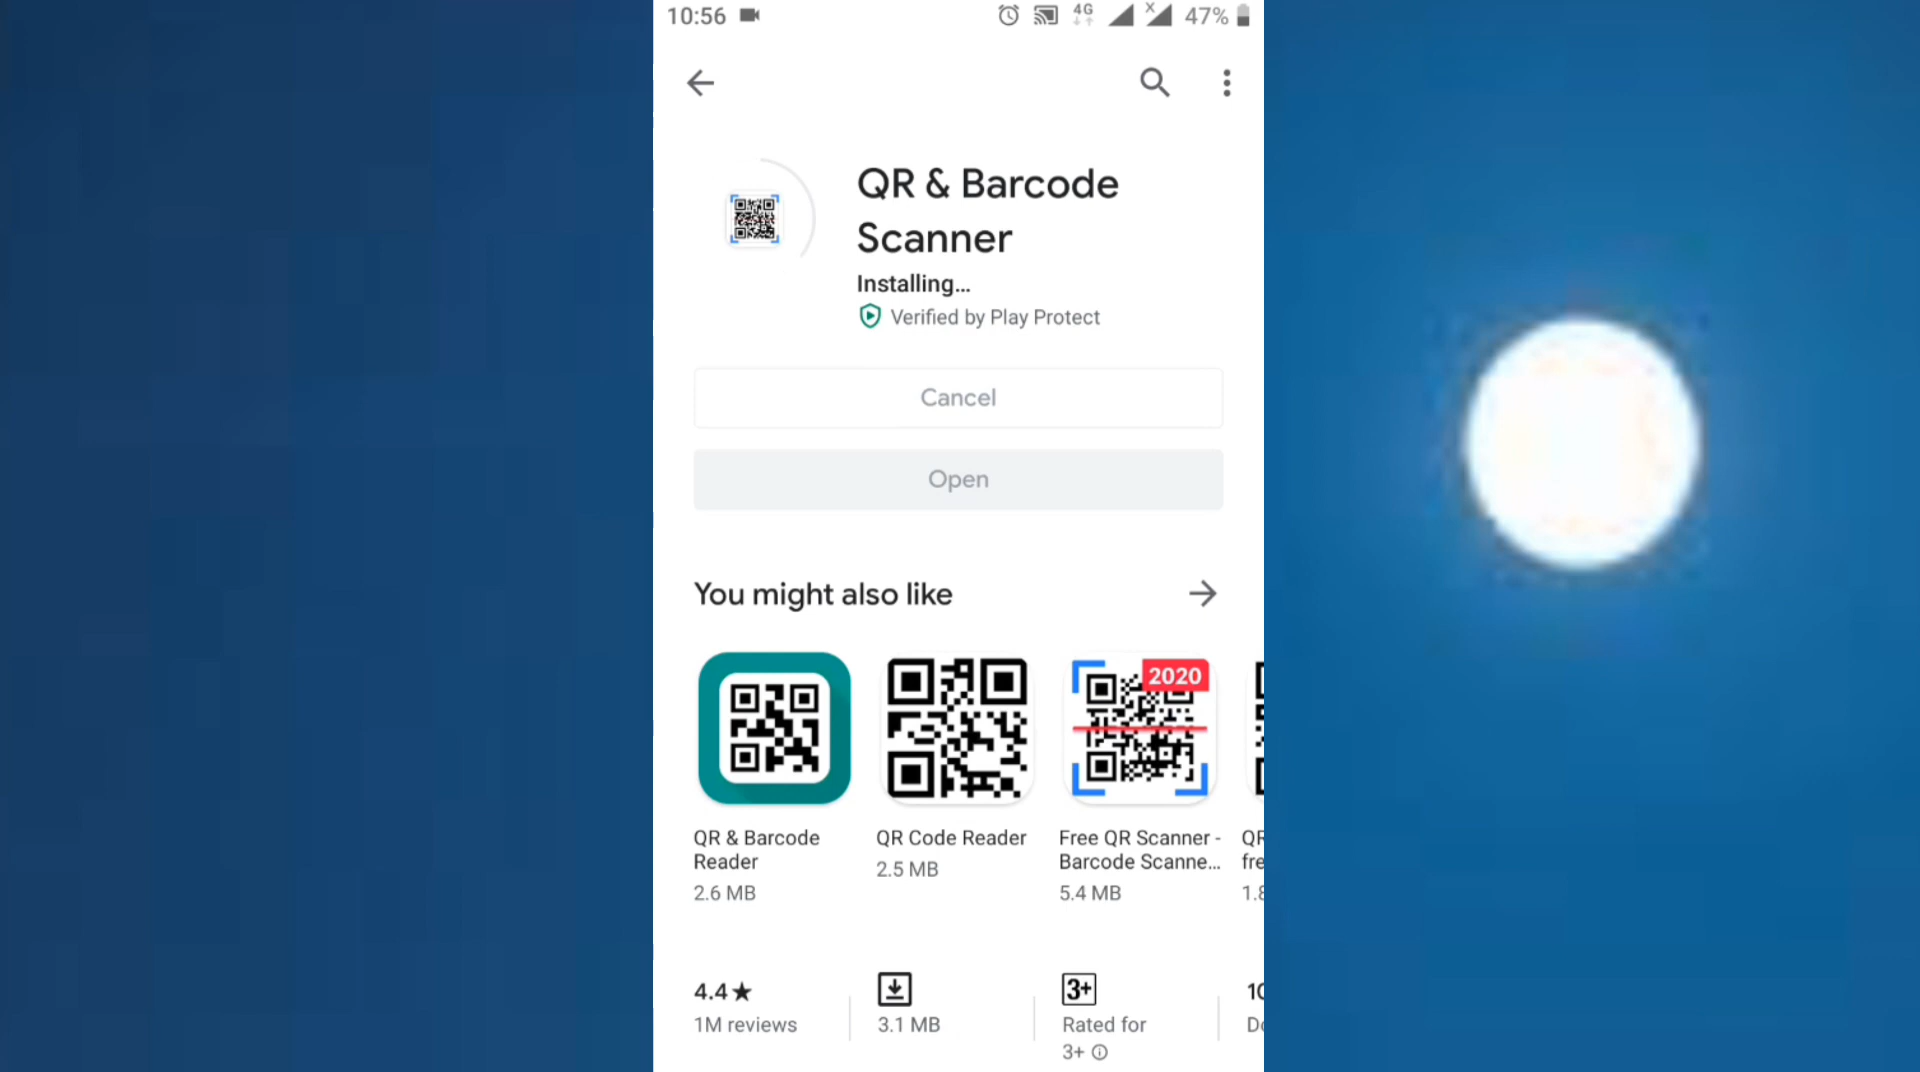 10:56 4G 47%
QR & Barcode
Scanner
Installing...
Verified by Play Protect
Cancel
Open
You might also like
2020
QR & Barcode
Reader
2.6 MB
QR Code Reader
2.5 MB
Free QR Scanner -
Barcode Scanne...
5.4 MB
QR
fre
1.8
4.4★
1M reviews
3.1 MB
3+
Rated for
3+
10